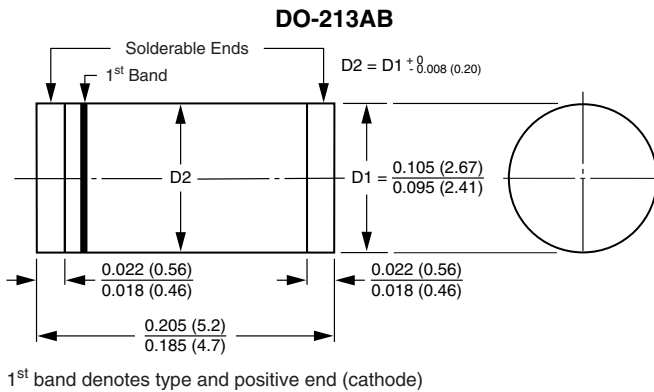 DO-213AB
Solderable Ends
1st Band
D2 = D1 + 0 - 0.008 (0.20)
D2
D1 = 0.105 (2.67)
0.095 (2.41)
0.022 (0.56)
0.018 (0.46)
0.022 (0.56)
0.018 (0.46)
0.205 (5.2)
0.185 (4.7)
1st band denotes type and positive end (cathode)